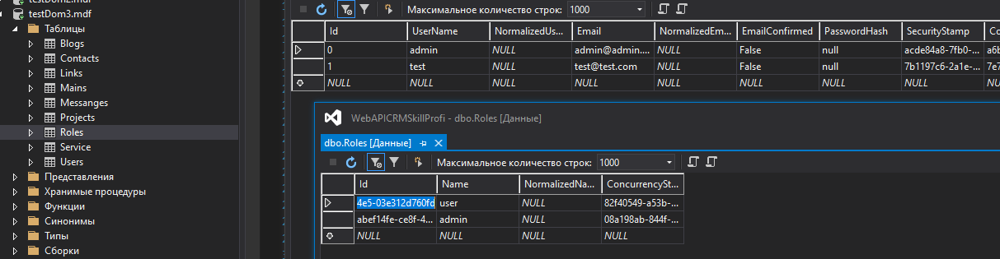 testDom2.mdf
testDom3.mdf
Таблицы
Blogs
Contacts
Links
Mains
Messanges
Projects
Roles
Service
Users
Представления
Хранимые процедуры
Функции
Синонимы
Типы
Сборки
Максимальное количество строк: 1000
Id UserName NormalizedUs... Email NormalizedEm... EmailConfirmed PasswordHash SecurityStamp Co
0 admin NULL admin@admin.... NULL False null acde84a8-7fb0-... a6b
1 test NULL test@test.com NULL False null 7b1197c6-2a1e-... 7e7
NULL NULL NULL NULL NULL NULL NULL NULL
WebAPICRMSkillProfi - dbo.Roles [Данные]
dbo.Roles [Данные]
Максимальное количество строк: 1000
Id Name NormalizedNa... ConcurrencySt...
4e5-03e312d760fd user NULL 82f40549-a53b-...
abef14fe-ce8f-4... admin NULL 08a198ab-844f-...
NULL NULL NULL NULL